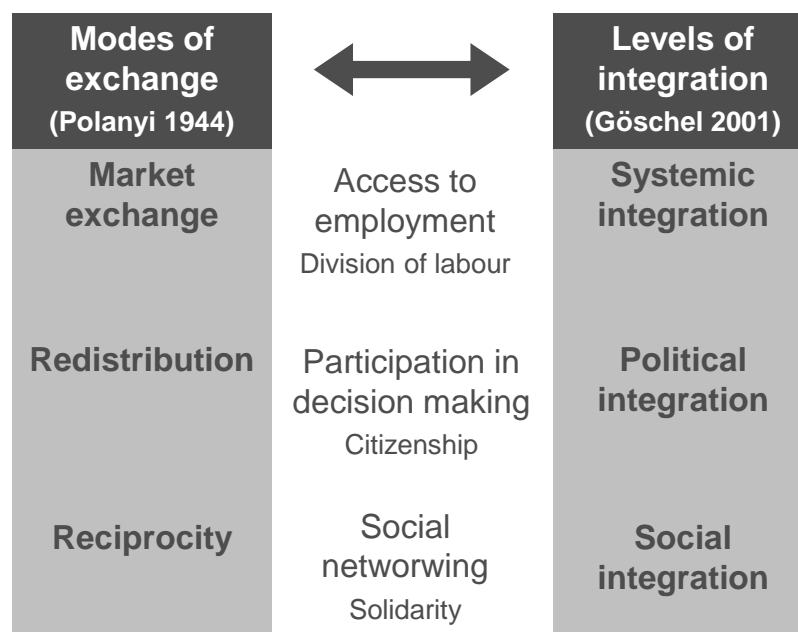 Modes of
exchange
(Polanyi 1944)
Levels of
integration
(Göschel 2001)
Market
exchange
Access to
employment
Division of labour
Systemic
integration
Redistribution
Participation in
decision making
Citizenship
Political
integration
Reciprocity
Social
networwing
Solidarity
Social
integration